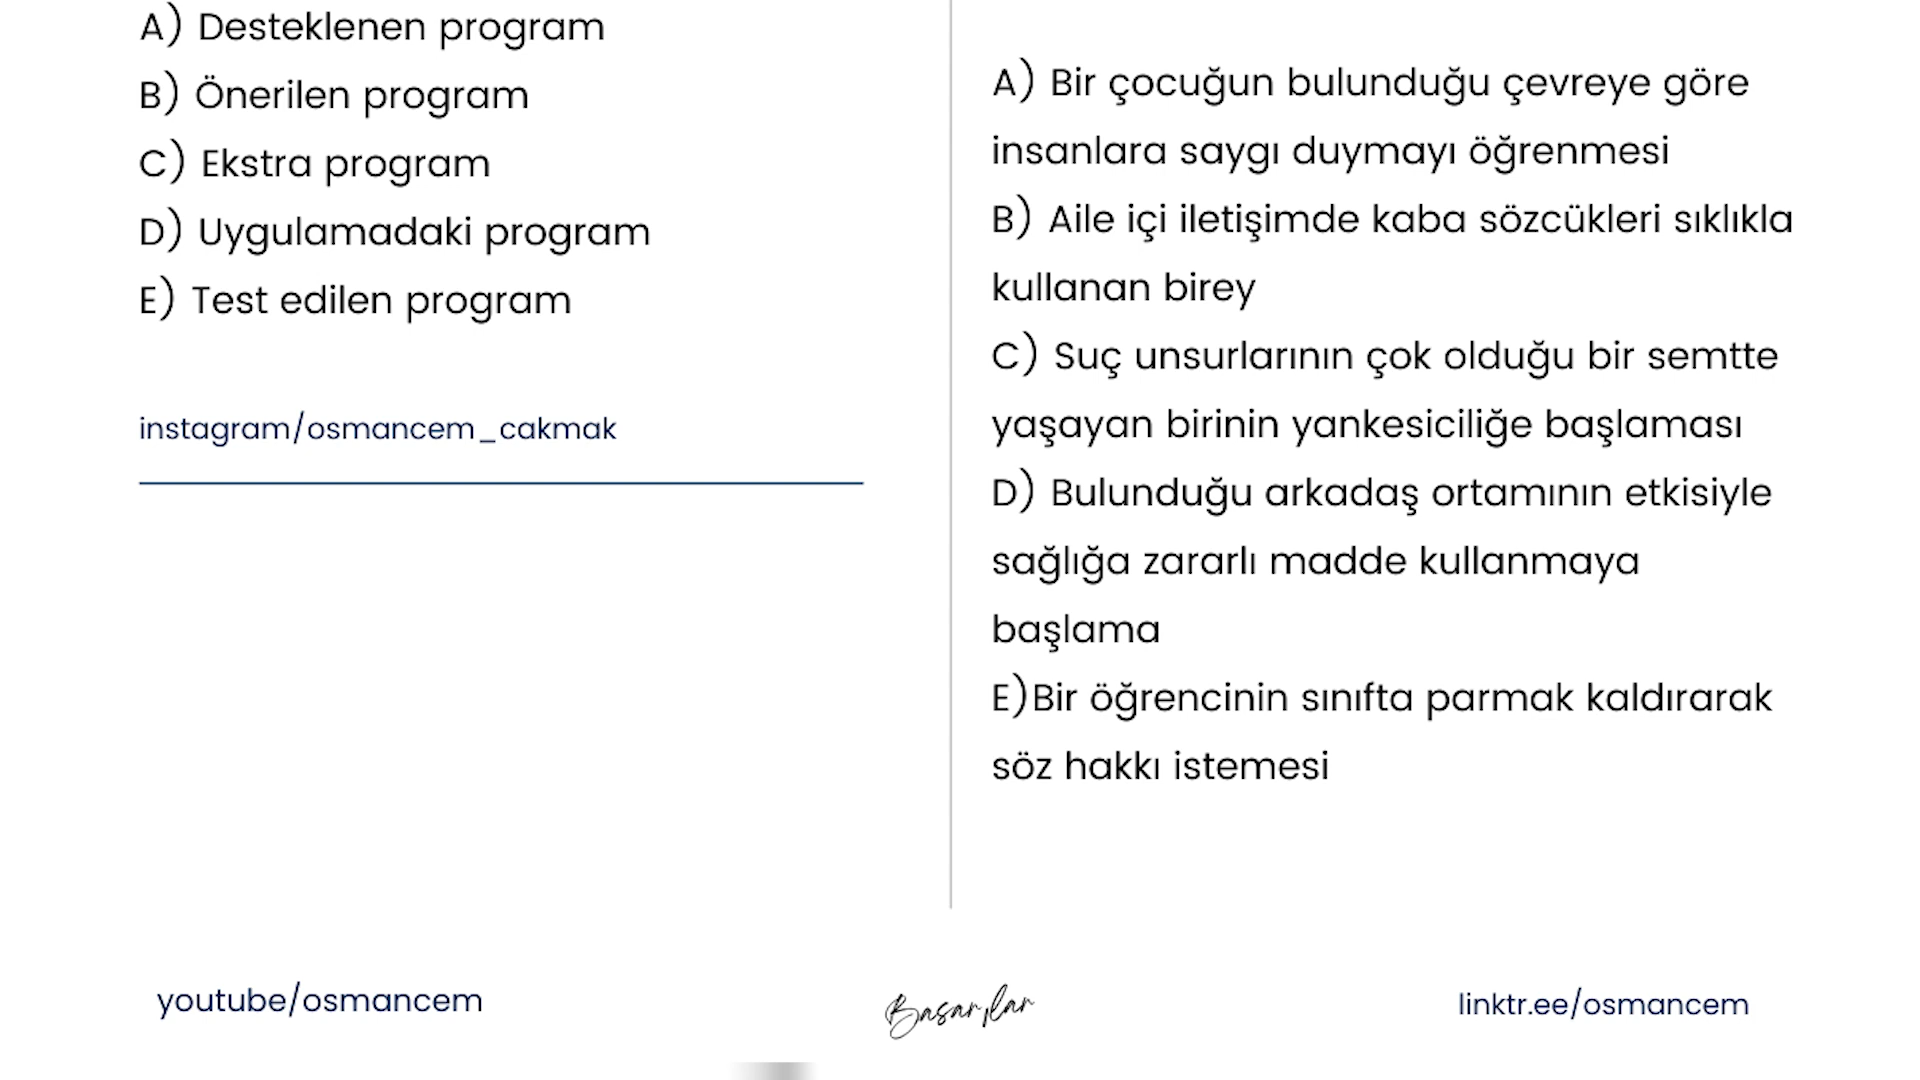 A) Desteklenen program
B) Önerilen program
C) Ekstra program
D) Uygulamadaki program
E) Test edilen program
instagram/osmancem_cakmak
A) Bir çocuğun bulunduğu çevreye göre
insanlara saygı duymayı öğrenmesi
B) Aile içi iletişimde kaba sözcükleri sıklıkla
kullanan birey
C) Suç unsurlarının çok olduğu bir semtte
yaşayan birinin yankesiciliğe başlaması
D) Bulunduğu arkadaş ortamının etkisiyle
sağlığa zararlı madde kullanmaya
başlama
E)Bir öğrencinin sınıfta parmak kaldırarak
söz hakkı istemesi
youtube/osmancem
Başarılar
linktr.ee/osmancem